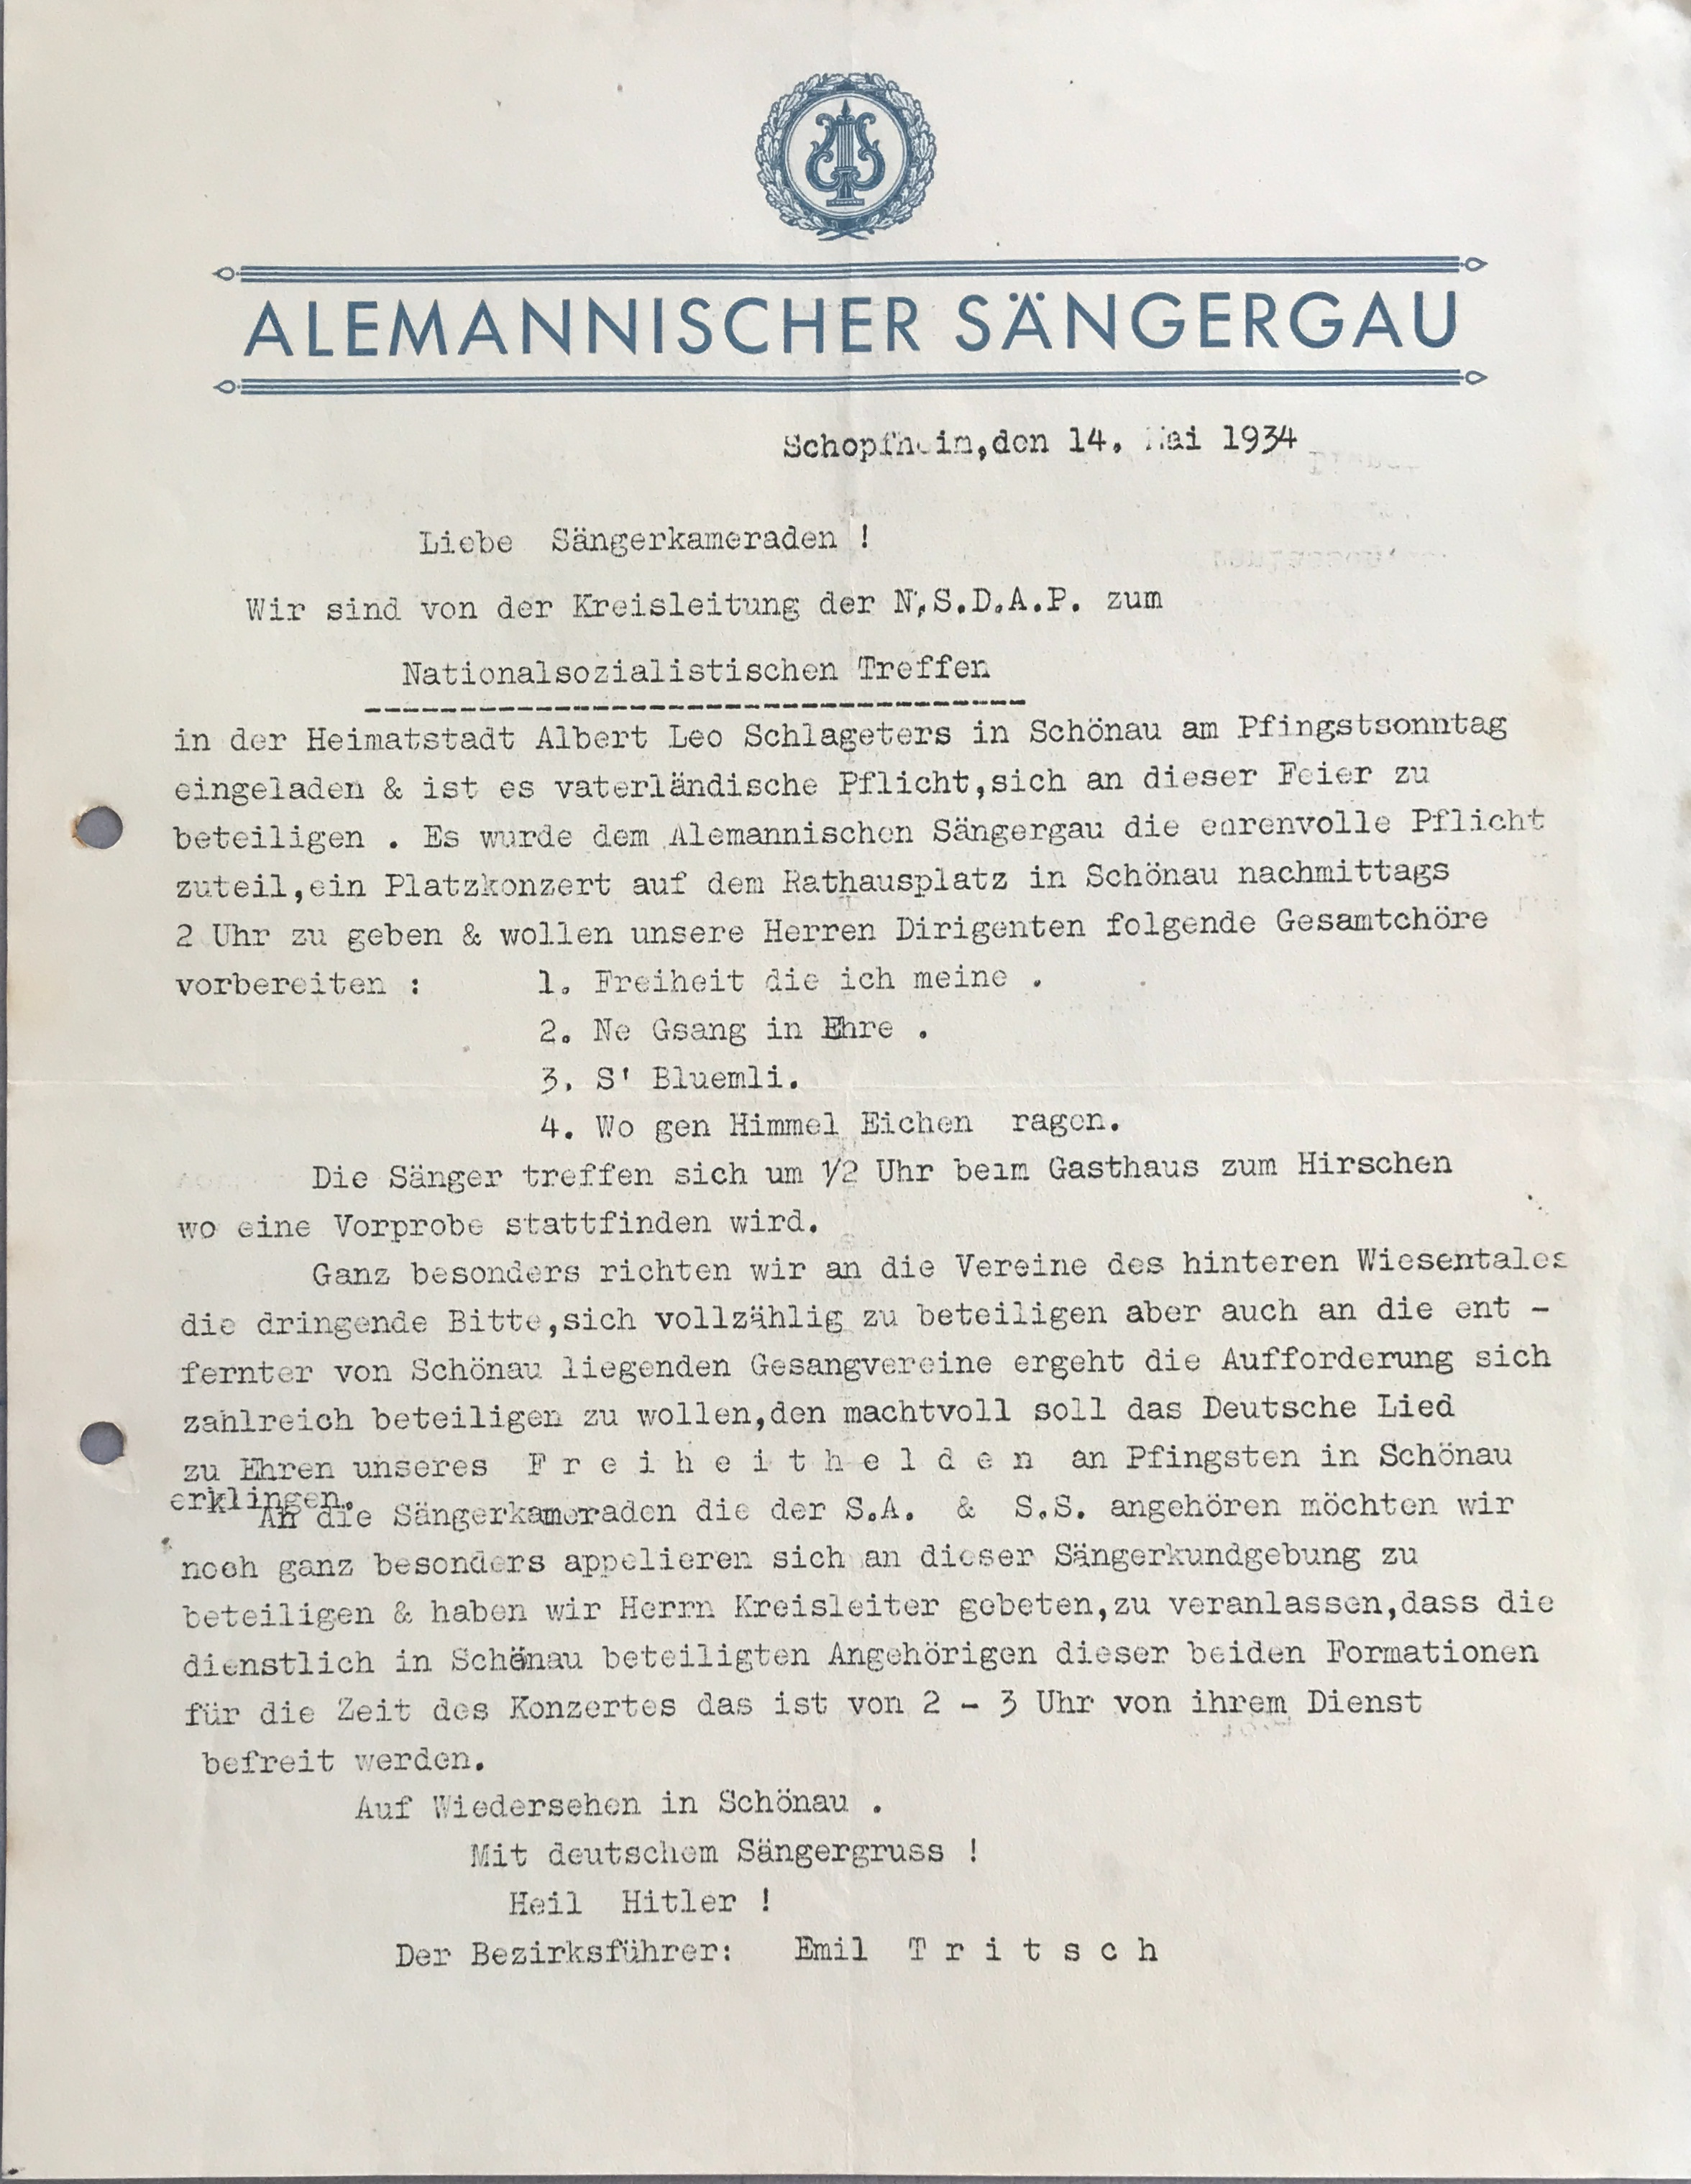 ALEMANNISCHER SÄNGERGAU
Schopfheim,den 14. Mai 1934
Liebe Sängerkameraden !
Wir sind von der Kreisleitung der N.S.D.A.P. zum
Nationalsozialistischen Treffen
in der Heimatstadt Albert Leo Schlageters in Schönau am Pfingstsonntag
eingeladen & ist es vaterländische Pflicht,sich an dieser Feier zu
beteiligen . Es wurde dem Alemannischen Sängergau die ehrenvolle Pflicht
zuteil,ein Platzkonzert auf dem Rathausplatz in Schönau nachmittags
2 Uhr zu geben & wollen unsere Herren Dirigenten folgende Gesamtchöre
vorbereiten : 1. Freiheit die ich meine .
2. Ne Gsang in Ehre .
3. S' Bluemli.
4. Wo gen Himmel Eichen ragen.
Die Sänger treffen sich um 1/2 Uhr beim Gasthaus zum Hirschen
wo eine Vorprobe stattfinden wird.
Ganz besonders richten wir an die Vereine des hinteren Wiesentales
die dringende Bitte,sich vollzählig zu beteiligen aber auch an die ent -
fernter von Schönau liegenden Gesangvereine ergeht die Aufforderung sich
zahlreich beteiligen zu wollen,den machtvoll soll das Deutsche Lied
zu Ehren unseres F r e i h e i t h e l d e n an Pfingsten in Schönau
erklingen.
An die Sängerkameraden die der S.A. & S.S. angehören möchten wir
noch ganz besonders appelieren sich an dieser Sängerkundgebung zu
beteiligen & haben wir Herrn Kreisleiter gebeten,zu veranlassen,dass die
dienstlich in Schönau beteiligten Angehörigen dieser beiden Formationen
für die Zeit des Konzertes das ist von 2 - 3 Uhr von ihrem Dienst
befreit werden.
Auf Wiedersehen in Schönau .
Mit deutschem Sängergruss !
Heil Hitler !
Der Bezirksführer: Emil T r i t s c h